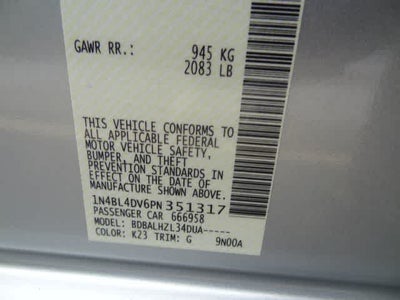 GAWR RR.: 945 KG
2083 LB
THIS VEHICLE CONFORMS TO
ALL APPLICABLE FEDERAL
MOTOR VEHICLE SAFETY,
BUMPER, AND THEFT
PREVENTION STANDARDS
IN EFFECT ON THE DATE OF
MANUFACTURE SHOWN ABOVE.
1N4BL4DV6PN351317
PASSENGER CAR 666958
MODEL: BDBALHZL34DUA-----
COLOR: K23 TRIM: G 9N00A